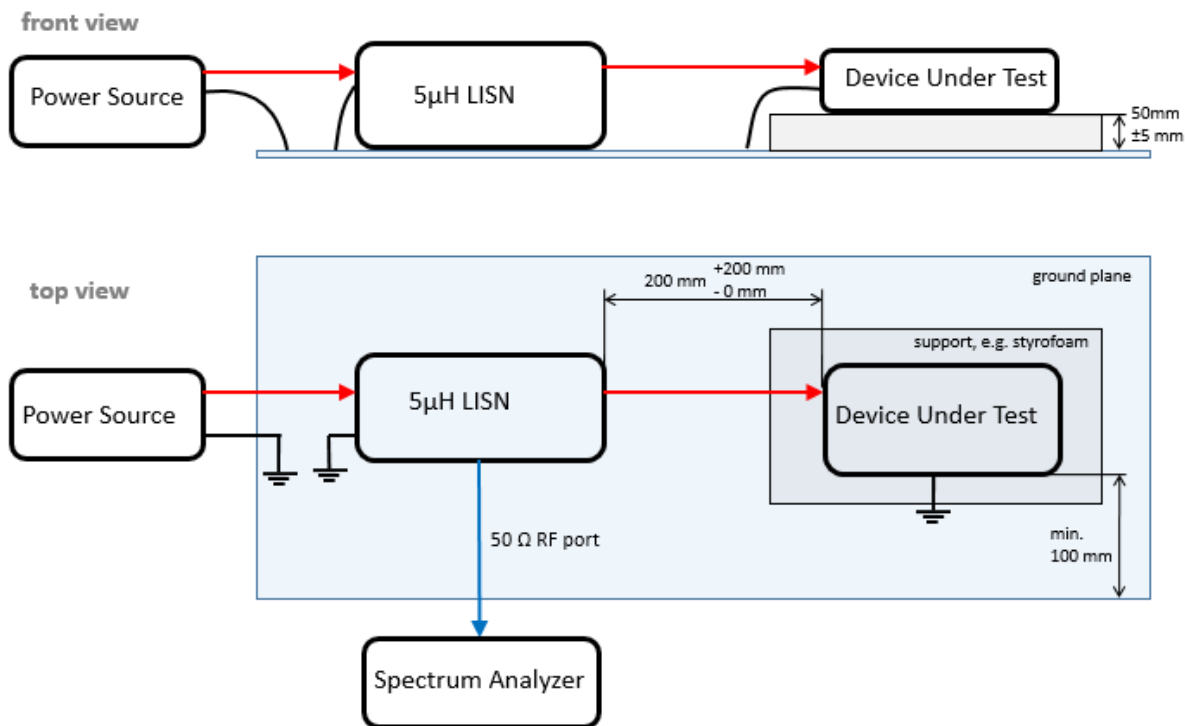 front view
Power Source
5µH LISN
Device Under Test
50mm
±5 mm
top view
200 mm +200 mm
- 0 mm
ground plane
support, e.g. styrofoam
Power Source
5µH LISN
Device Under Test
50 Ω RF port
min.
100 mm
Spectrum Analyzer